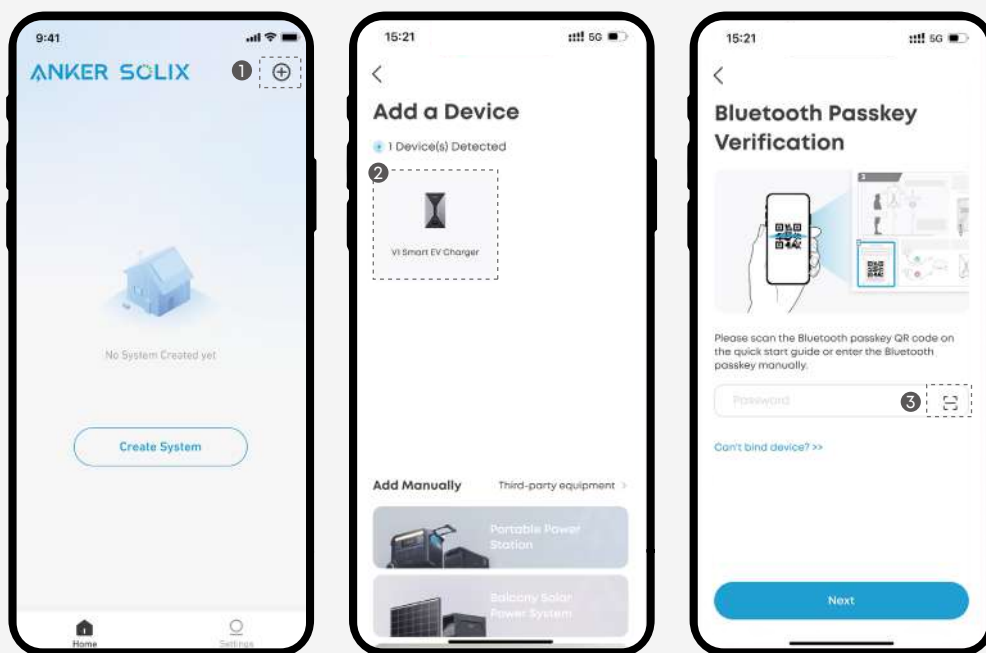 9:41
ANKER SOLIX
1
No System Created yet
Create System
Home
Settings
15:21
5G
Add a Device
1 Device(s) Detected
2
V1 Smart EV Charger
Add Manually
Third-party equipment >
Portable Power
Station
Balcony Solar
Power System
15:21
5G
Bluetooth Passkey
Verification
Please scan the Bluetooth passkey QR code on
the quick start guide or enter the Bluetooth
passkey manually.
Password
3
Can't bind device? >>
Next